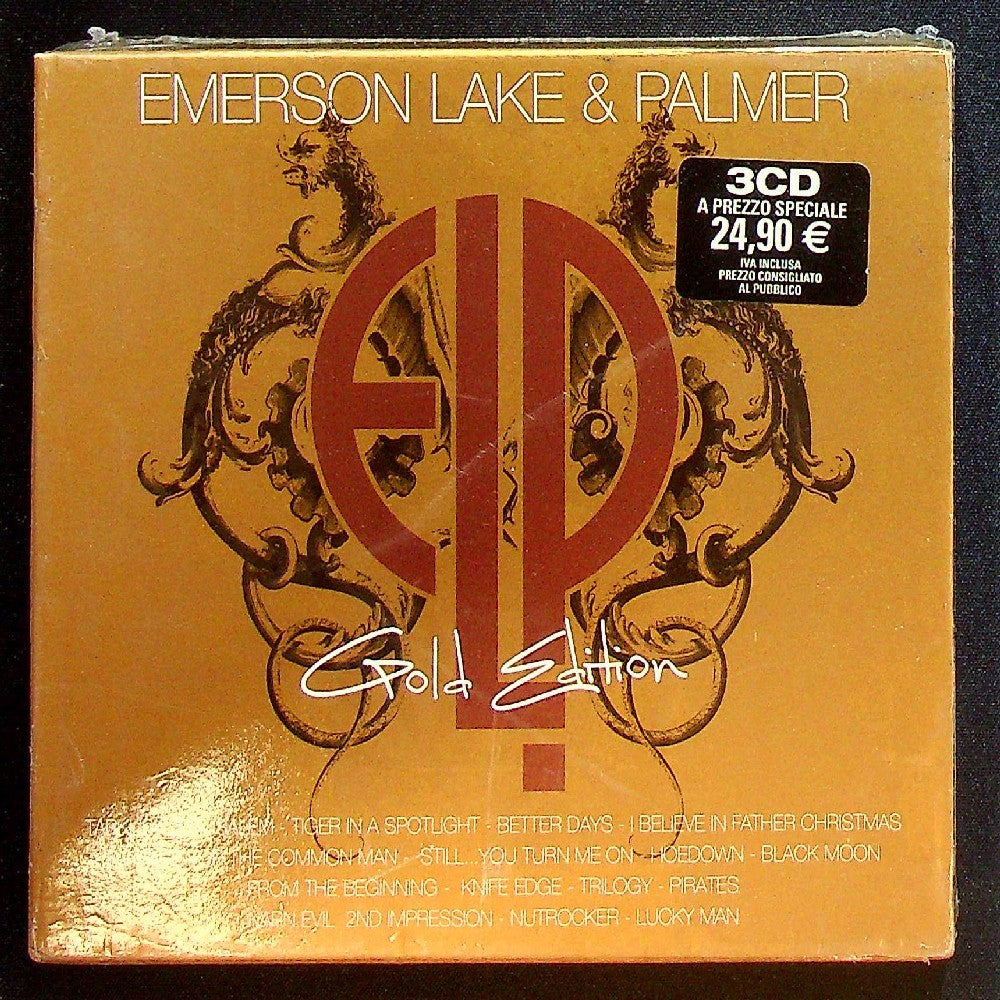 EMERSON LAKE & PALMER
3CD
A PREZZO SPECIALE
24,90 €
IVA INCLUSA
PREZZO CONSIGLIATO
AL PUBBLICO
ELP
Gold Edition
TIGER IN A SPOTLIGHT - BETTER DAYS - I BELIEVE IN FATHER CHRISTMAS
THE COMMON MAN - STILL...YOU TURN ME ON - HOEDOWN - BLACK MOON
FROM THE BEGINNING - KNIFE EDGE - TRILOGY - PIRATES
EVIL 2ND IMPRESSION - NUTROCKER - LUCKY MAN